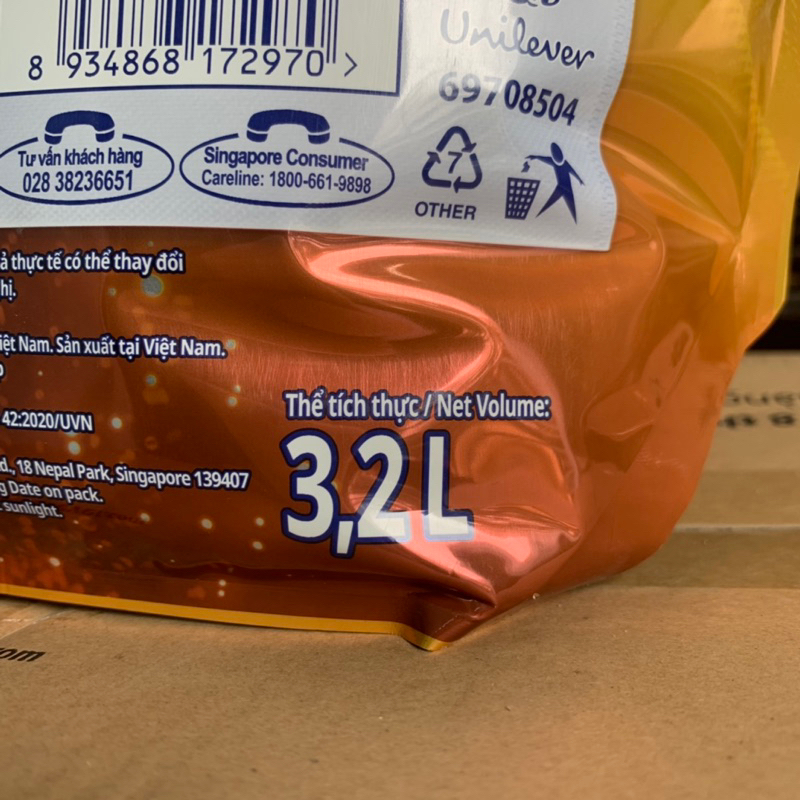 Unilever
8 934868 172970 >
69708504
Tư vấn khách hàng
028 38236651
Singapore Consumer
Careline: 1800-661-9898
7
OTHER
ả thực tế có thể thay đổi
hị.
iệt Nam. Sản xuất tại Việt Nam.
42:2020/UVN
d., 18 Nepal Park, Singapore 139407
g Date on pack.
sunlight.
Thể tích thực / Net Volume:
3,2 L
om